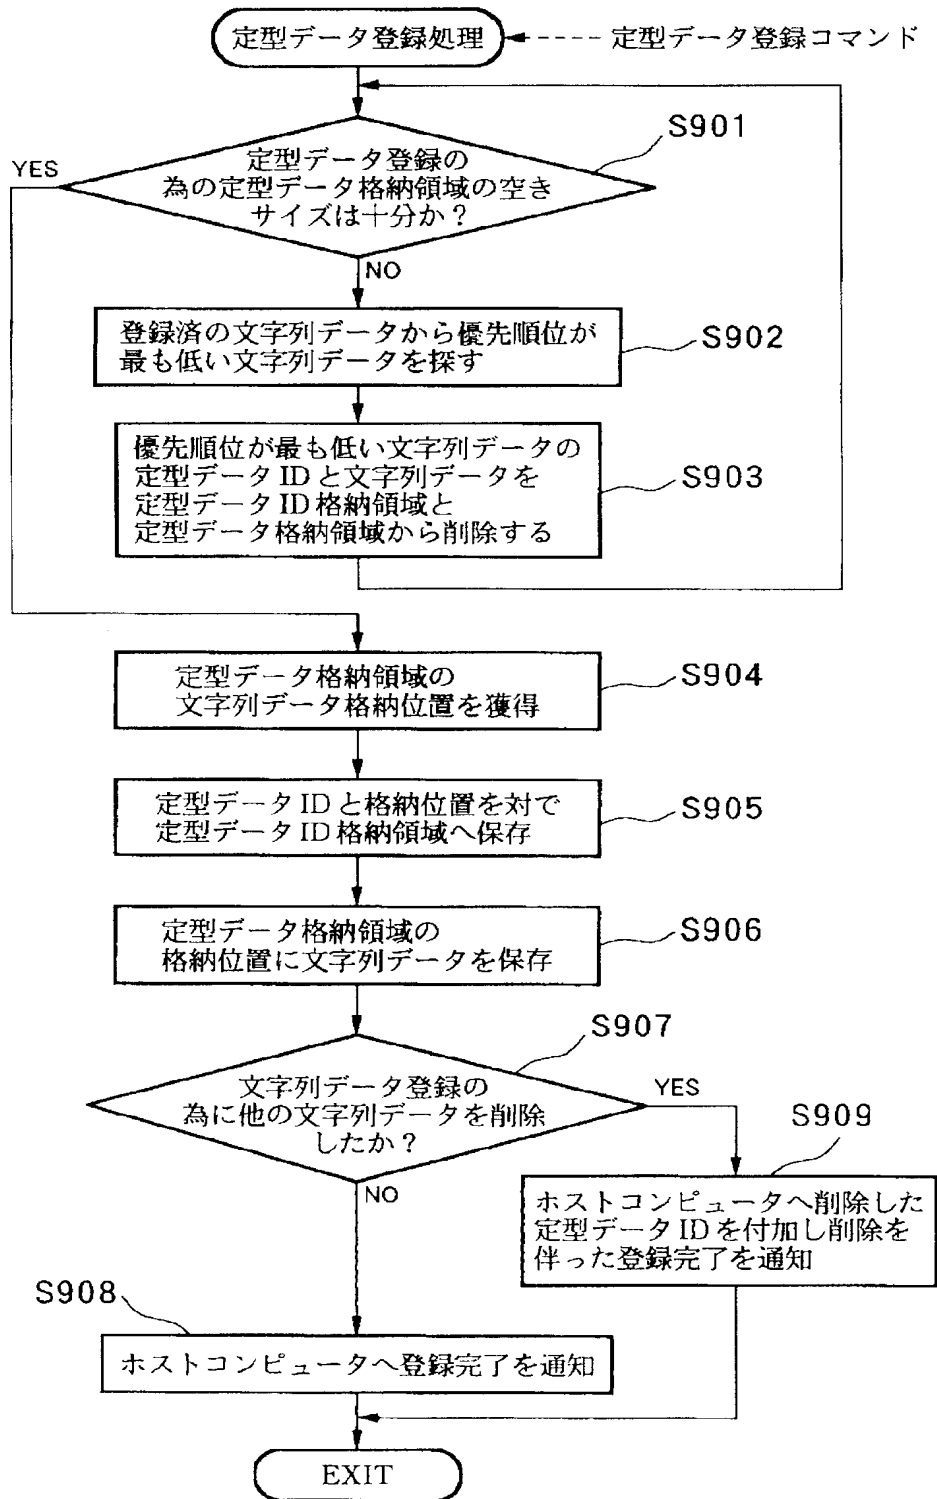 定型データ登録処理
定型データ登録コマンド
S901
YES
定型データ登録の
為の定型データ格納領域の空き
サイズは十分か？
NO
登録済の文字列データから優先順位が
最も低い文字列データを探す
S902
優先順位が最も低い文字列データの
定型データIDと文字列データを
定型データID格納領域と
定型データ格納領域から削除する
S903
定型データ格納領域の
文字列データ格納位置を獲得
S904
定型データIDと格納位置を対で
定型データID格納領域へ保存
S905
定型データ格納領域の
格納位置に文字列データを保存
S906
S907
文字列データ登録の
為に他の文字列データを削除
したか？
YES
NO
S909
ホストコンピュータへ削除した
定型データIDを付加し削除を
伴った登録完了を通知
S908
ホストコンピュータへ登録完了を通知
EXIT